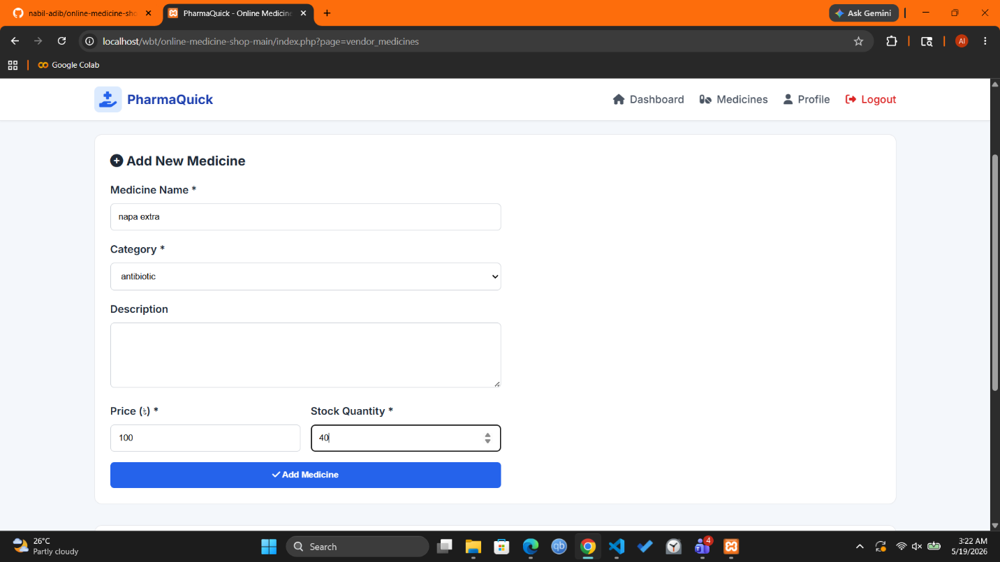 nabil-adib/online-medicine-sho
PharmaQuick - Online Medicine
Ask Gemini
localhost/wbt/online-medicine-shop-main/index.php?page=vendor_medicines
AI
Google Colab
PharmaQuick
Dashboard
Medicines
Profile
Logout
Add New Medicine
Medicine Name *
napa extra
Category *
antibiotic
Description
Price (৳) *
Stock Quantity *
100
40
Add Medicine
26°C
Partly cloudy
Search
qb
4
3:22 AM
5/19/2026